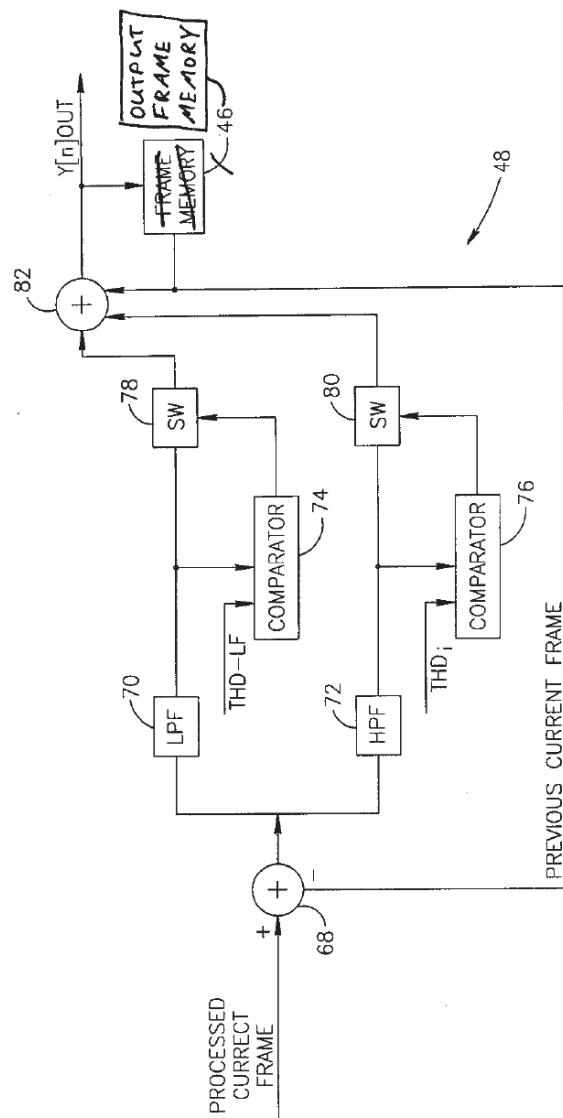 PROCESSED
CURRECT
FRAME
+
+
−
68
PREVIOUS CURRENT FRAME
70
LPF
THD-LF
COMPARATOR
74
SW
78
72
HPF
THDi
COMPARATOR
76
SW
80
82
+
Y[n]OUT
FRAME
MEMORY
46
OUTPUT
FRAME
MEMORY
48